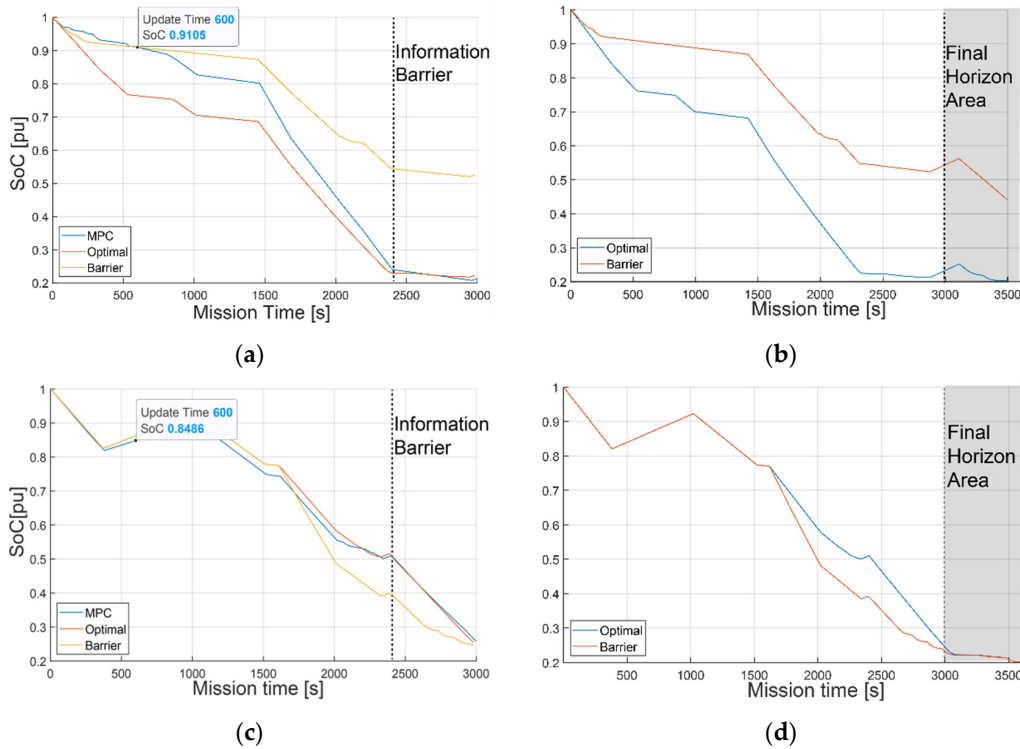 1
0.9
0.8
0.7
0.6
0.5
0.4
0.3
0.2
SoC [pu]
Update Time 600
SoC 0.9105
Information
Barrier
MPC
Optimal
Barrier
0 500 1000 1500 2000 2500 3000
Mission Time [s]
(a)
1
0.9
0.8
0.7
0.6
0.5
0.4
0.3
0.2
Final
Horizon
Area
Optimal
Barrier
0 500 1000 1500 2000 2500 3000 3500
Mission time [s]
(b)
1
0.9
0.8
0.7
0.6
0.5
0.4
0.3
0.2
SoC[pu]
Update Time 600
SoC 0.8486
Information
Barrier
MPC
Optimal
Barrier
0 500 1000 1500 2000 2500 3000
Mission time [s]
(c)
1
0.9
0.8
0.7
0.6
0.5
0.4
0.3
0.2
Final
Horizon
Area
Optimal
Barrier
500 1000 1500 2000 2500 3000 3500
Mission time [s]
(d)